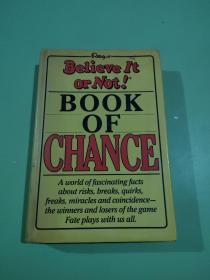 Ripley's
Believe It
or Not!
BOOK
OF
CHANCE
A world of fascinating facts
about risks, breaks, quirks,
freaks, miracles and coincidence—
the winners and losers of the game
Fate plays with us all.